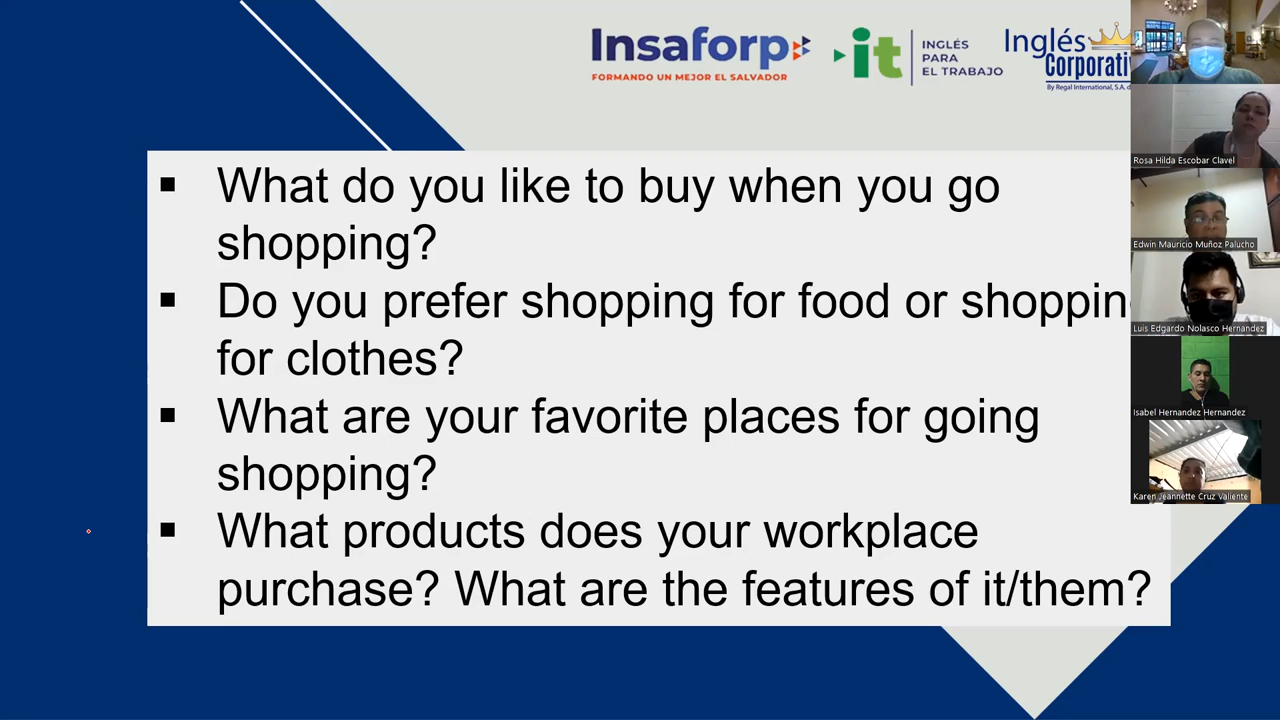 Insaforp
FORMANDO UN MEJOR EL SALVADOR
it
INGLÉS
PARA
EL TRABAJO
Inglés
Corporativ
By Regal International, S.A. d
▪ What do you like to buy when you go
shopping?
▪ Do you prefer shopping for food or shoppin
for clothes?
▪ What are your favorite places for going
shopping?
▪ What products does your workplace
purchase? What are the features of it/them?
Rosa Hilda Escobar Clavel
Edwin Mauricio Muñoz Palucho
Luis Edgardo Nolasco Hernandez
Isabel Hernandez Hernandez
Karen Jeannette Cruz Valiente